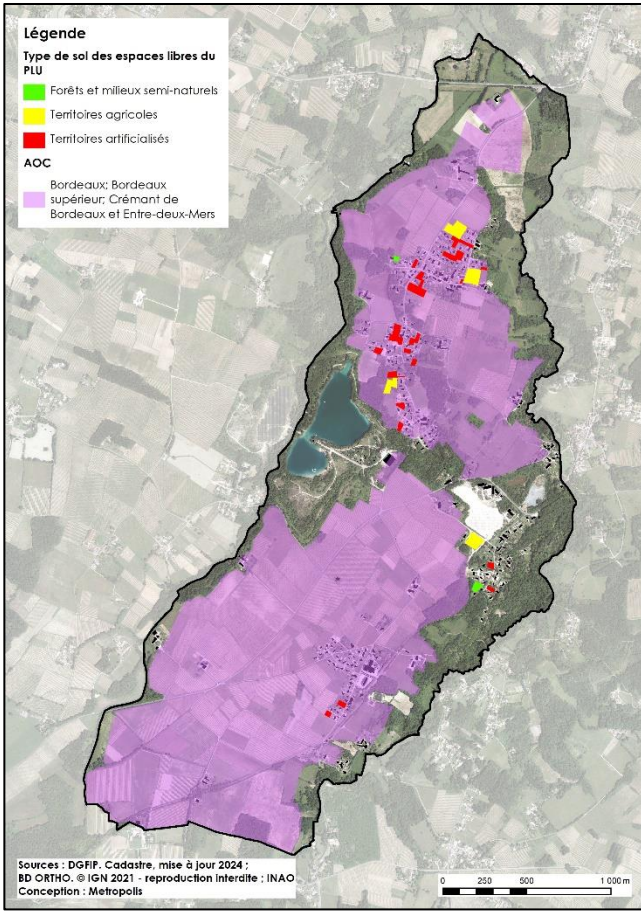 Légende
Type de sol des espaces libres du
PLU
Forêts et milieux semi-naturels
Territoires agricoles
Territoires artificialisés
AOC
Bordeaux; Bordeaux
supérieur; Crémant de
Bordeaux et Entre-deux-Mers
Sources : DGFIP. Cadastre, mise à jour 2024 ;
BD ORTHO. © IGN 2021 - reproduction interdite ; INAO
Conception : Metropolis
0 250 500 1 000 m